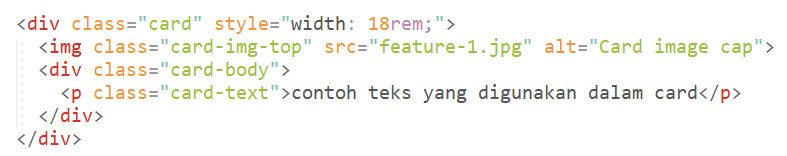 <div class="card" style="width: 18rem;">
  <img class="card-img-top" src="feature-1.jpg" alt="Card image cap">
  <div class="card-body">
    <p class="card-text">contoh teks yang digunakan dalam card</p>
  </div>
</div>